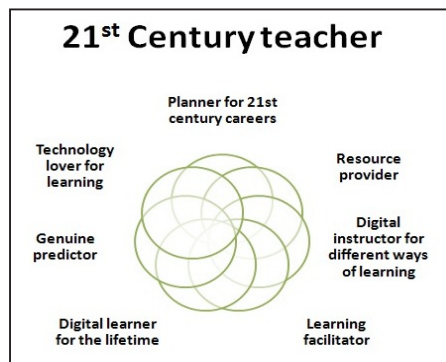 21st Century teacher
Planner for 21st
century careers
Technology
lover for
learning
Resource
provider
Genuine
predictor
Digital
instructor for
different ways
of learning
Digital learner
for the lifetime
Learning
facilitator